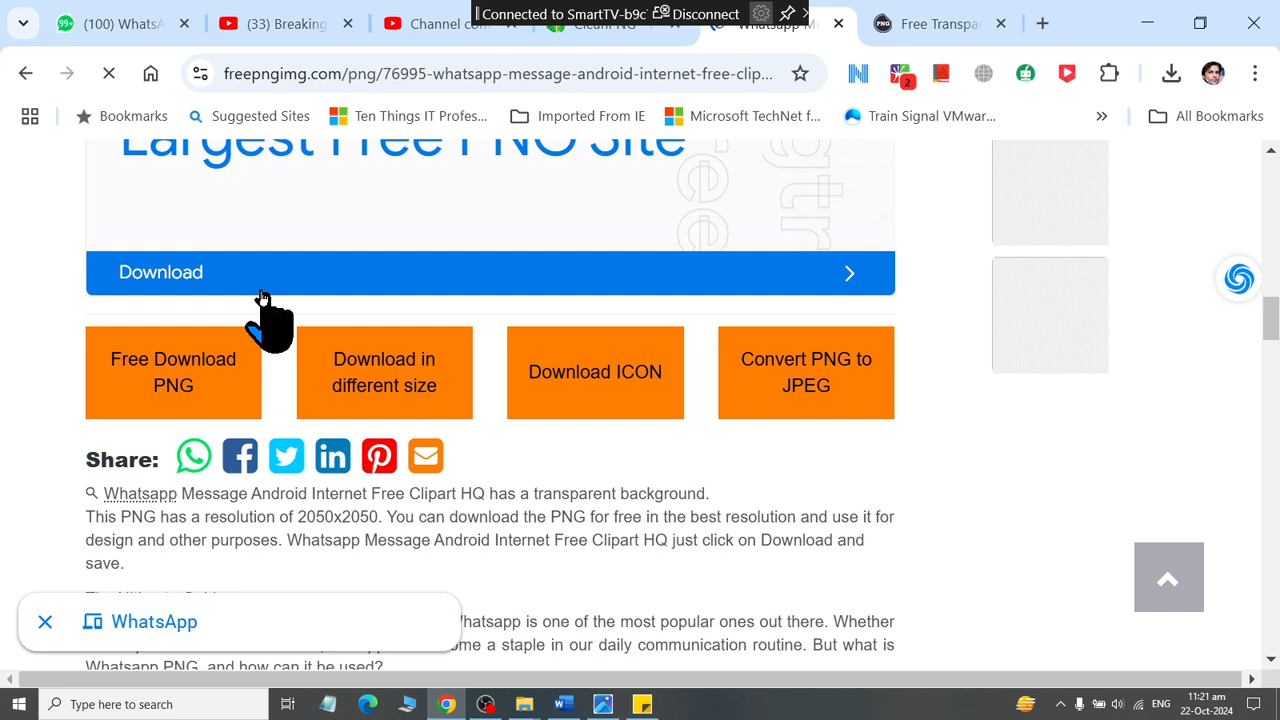 (100) WhatsA
(33) Breaking
Channel co
Connected to SmartTV-b9c
Disconnect
Free Transpa
freepngimg.com/png/76995-whatsapp-message-android-internet-free-clip...
2
Bookmarks
Suggested Sites
Ten Things IT Profes...
Imported From IE
Microsoft TechNet f...
Train Signal VMwar...
»
All Bookmarks
Largest Free PNG Site
Download
Free Download
PNG
Download in
different size
Download ICON
Convert PNG to
JPEG
Share:
Whatsapp Message Android Internet Free Clipart HQ has a transparent background.
This PNG has a resolution of 2050x2050. You can download the PNG for free in the best resolution and use it for
design and other purposes. Whatsapp Message Android Internet Free Clipart HQ just click on Download and
save.
WhatsApp
Whatsapp is one of the most popular ones out there. Whether
me a staple in our daily communication routine. But what is
Whatsapp PNG, and how can it be used?
Type here to search
ENG
11:21 am
22-Oct-2024